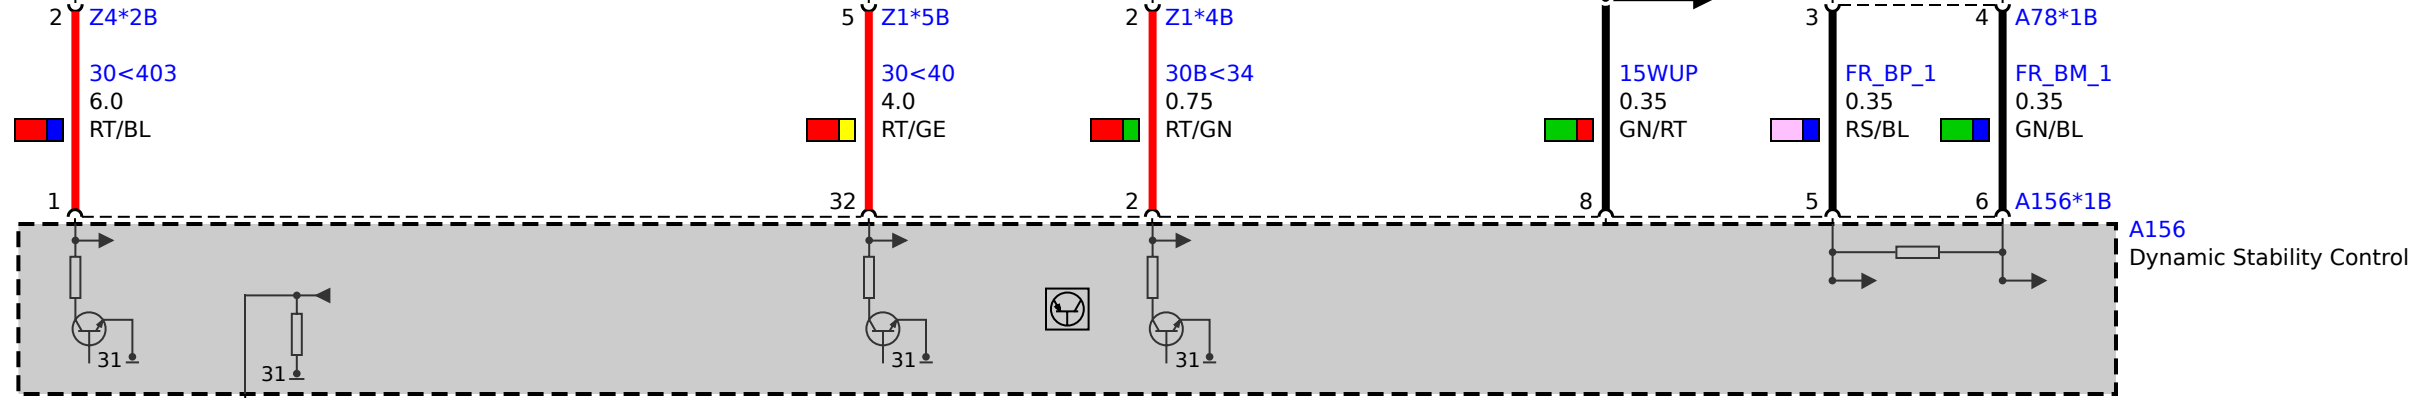 2 Z4*2B 5 Z1*5B 2 Z1*4B 3 4 A78*1B
30<403 30<40 30B<34 15WUP FR_BP_1 FR_BM_1
6.0 4.0 0.75 0.35 0.35 0.35
RT/BL RT/GE RT/GN GN/RT RS/BL GN/BL
1 32 2 8 5 6 A156*1B
A156
Dynamic Stability Control
31 31 31
31